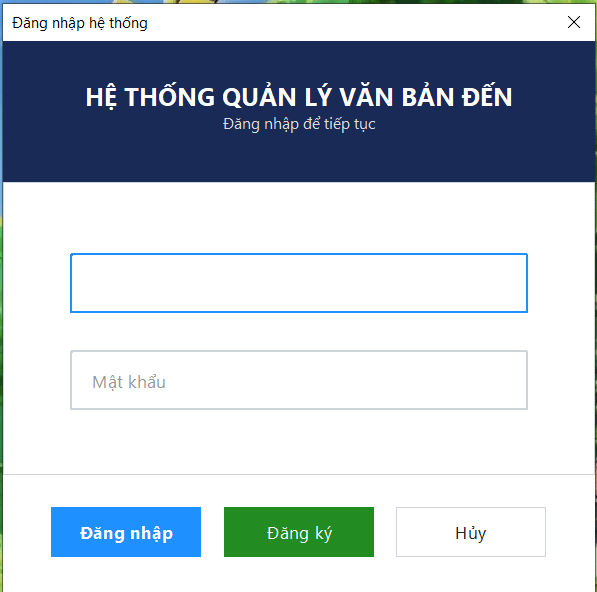 Đăng nhập hệ thống
HỆ THỐNG QUẢN LÝ VĂN BẢN ĐẾN
Đăng nhập để tiếp tục
Mật khẩu
Đăng nhập
Đăng ký
Hủy